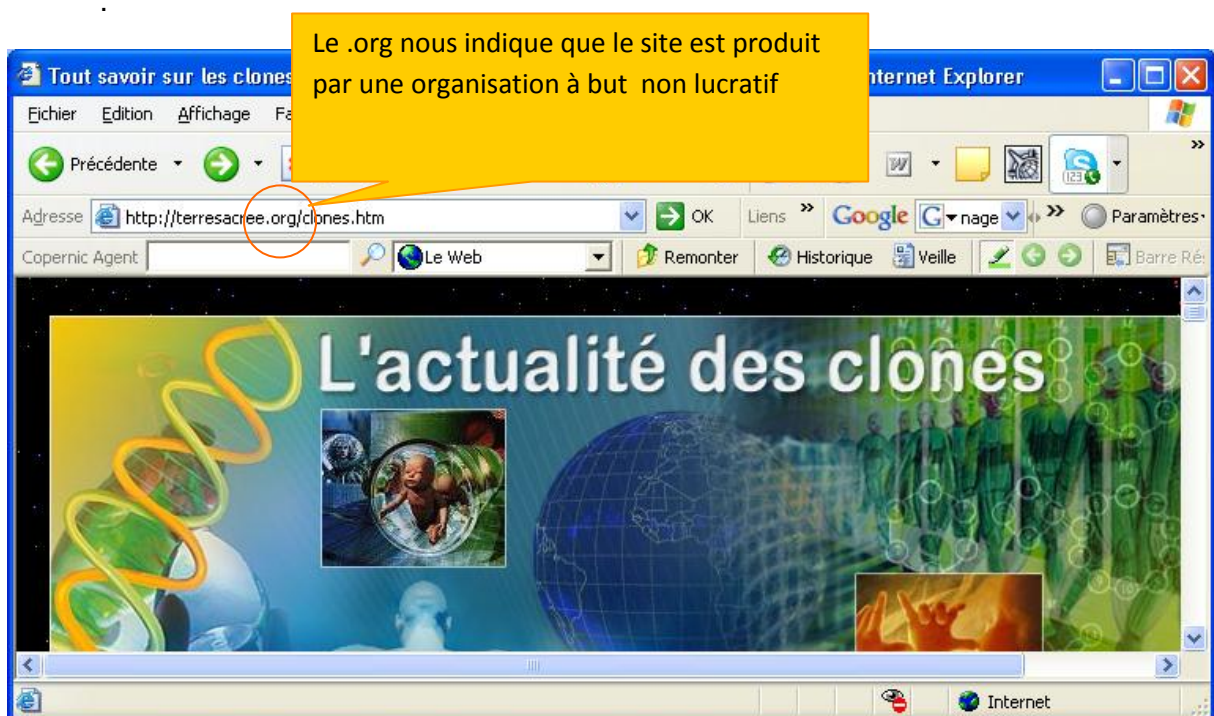 .
Le .org nous indique que le site est produit
par une organisation à but non lucratif
Tout savoir sur les clones
nternet Explorer
Fichier Edition Affichage Fa
Précédente
Adresse http://terresacree.org/clones.htm OK Liens » Google G nage » Paramètres
Copernic Agent Le Web Remonter Historique Veille Barre Ré
L'actualité des clones
Internet